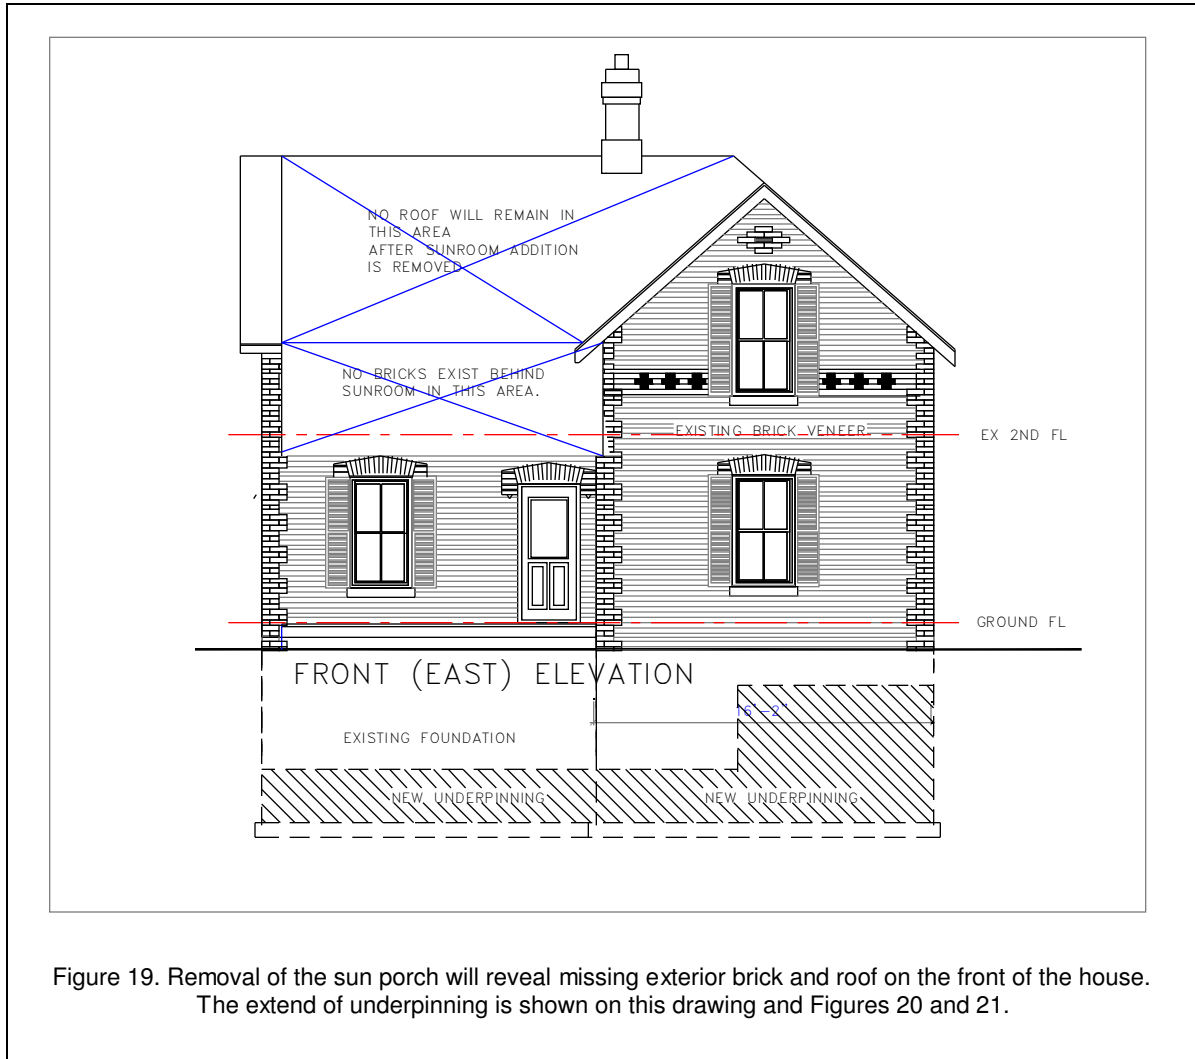 NO ROOF WILL REMAIN IN
THIS AREA
AFTER SUNROOM ADDITION
IS REMOVED
NO BRICKS EXIST BEHIND
SUNROOM IN THIS AREA.
EXISTING BRICK VENEER
EX 2ND FL
GROUND FL
FRONT (EAST) ELEVATION
16'-2"
EXISTING FOUNDATION
NEW UNDERPINNING
NEW UNDERPINNING
Figure 19. Removal of the sun porch will reveal missing exterior brick and roof on the front of the house.
The extend of underpinning is shown on this drawing and Figures 20 and 21.